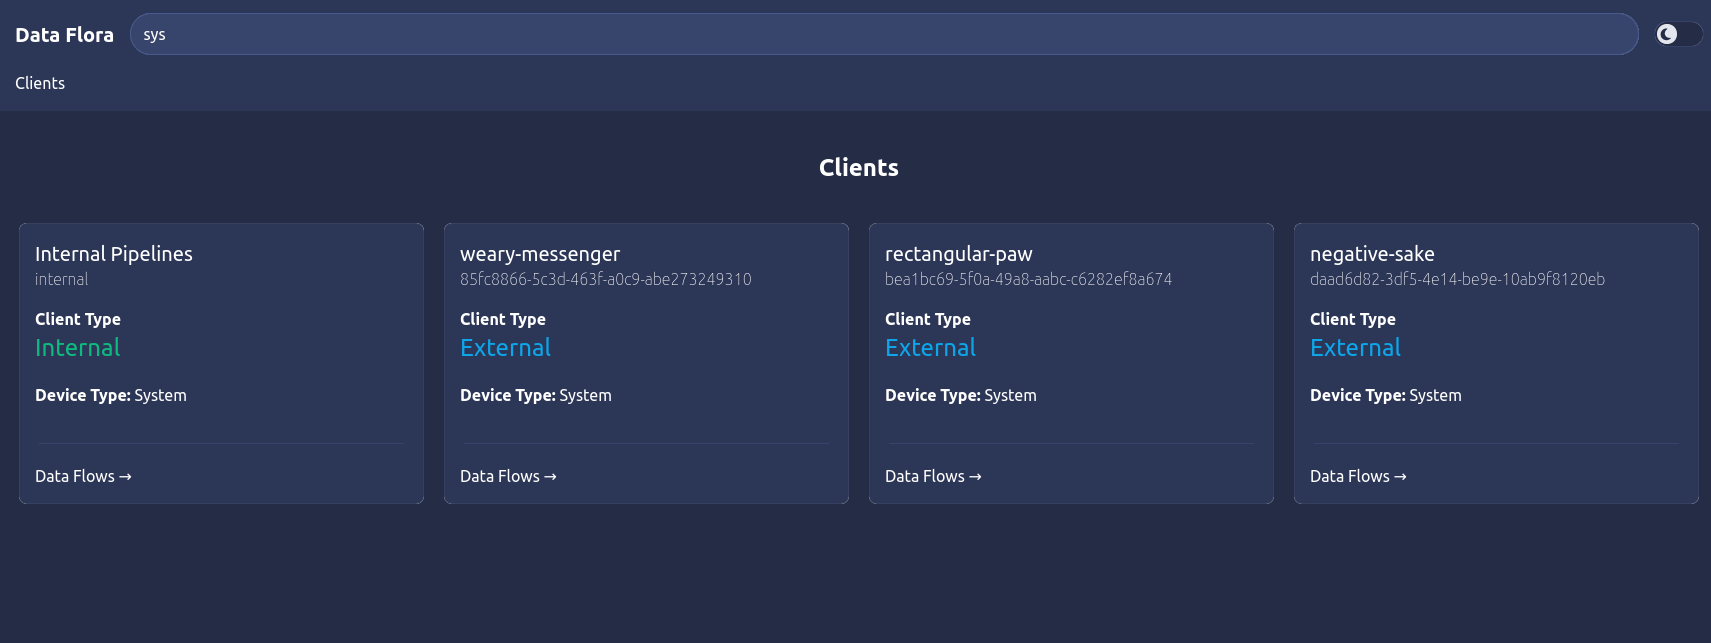 Data Flora
sys
Clients
Clients
Internal Pipelines
internal
Client Type
Internal
Device Type: System
Data Flows →
weary-messenger
85fc8866-5c3d-463f-a0c9-abe273249310
Client Type
External
Device Type: System
Data Flows →
rectangular-paw
bea1bc69-5f0a-49a8-aabc-c6282ef8a674
Client Type
External
Device Type: System
Data Flows →
negative-sake
daad6d82-3df5-4e14-be9e-10ab9f8120eb
Client Type
External
Device Type: System
Data Flows →